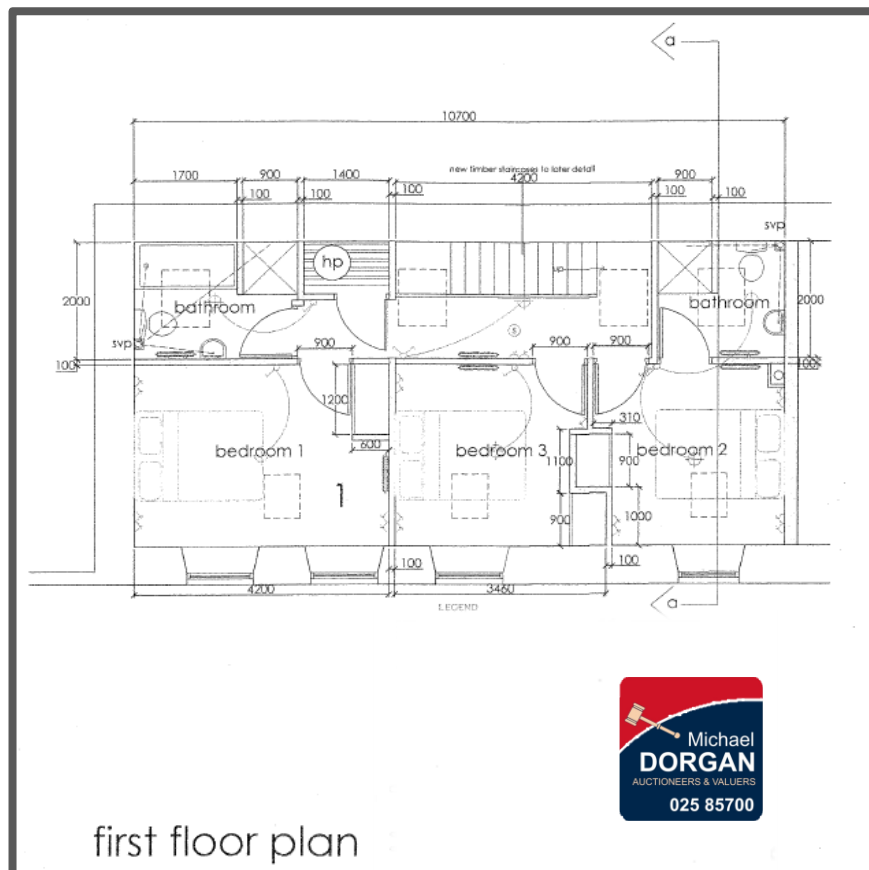 a
10700
new timber staircases to later detail
1700
900
1400
4200
900
100
100
100
100
100
svp
hp
up
2000
bathroom
bathroom
2000
svp
s
900
900
900
100
100
1200
310
600
bedroom 1
bedroom 3
bedroom 2
1100
900
1
900
1000
100
100
4200
3460
a
LEGEND
Michael
DORGAN
AUCTIONEERS & VALUERS
025 85700
first floor plan